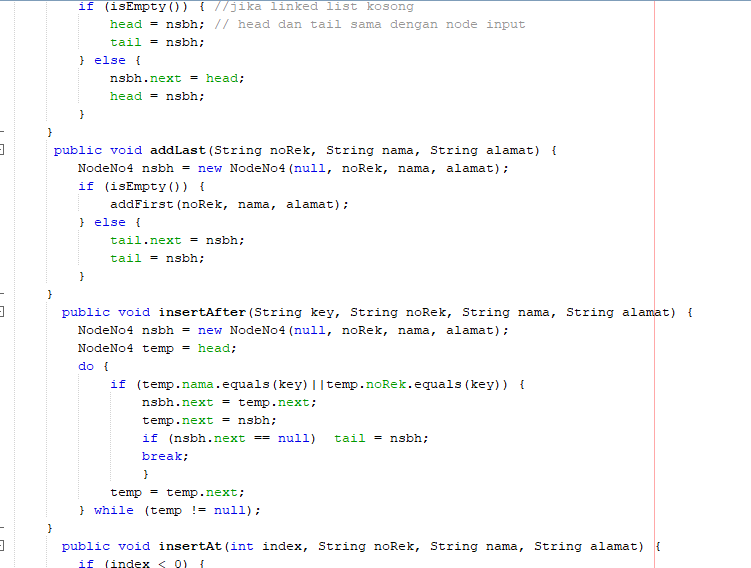 if (isEmpty()) { //jika linked list kosong
head = nsbh; // head dan tail sama dengan node input
tail = nsbh;
} else {
nsbh.next = head;
head = nsbh;
}
}
public void addLast(String noRek, String nama, String alamat) {
NodeNo4 nsbh = new NodeNo4(null, noRek, nama, alamat);
if (isEmpty()) {
addFirst(noRek, nama, alamat);
} else {
tail.next = nsbh;
tail = nsbh;
}
}
public void insertAfter(String key, String noRek, String nama, String alamat) {
NodeNo4 nsbh = new NodeNo4(null, noRek, nama, alamat);
NodeNo4 temp = head;
do {
if (temp.nama.equals(key)||temp.noRek.equals(key)) {
nsbh.next = temp.next;
temp.next = nsbh;
if (nsbh.next == null)  tail = nsbh;
break;
}
temp = temp.next;
} while (temp != null);
}
public void insertAt(int index, String noRek, String nama, String alamat) {
if (index < 0) {